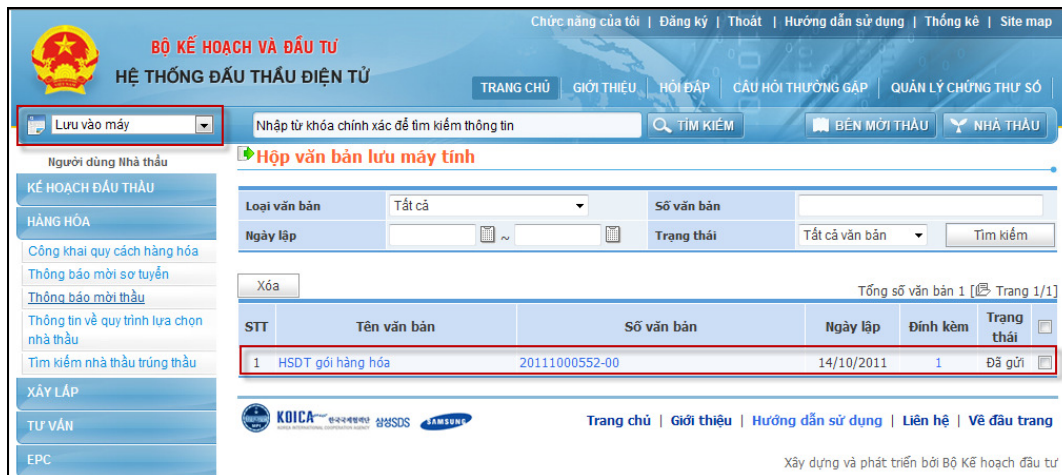 Chức năng của tôi | Đăng ký | Thoát | Hướng dẫn sử dụng | Thống kê | Site map
BỘ KẾ HOẠCH VÀ ĐẦU TƯ
HỆ THỐNG ĐẤU THẦU ĐIỆN TỬ
TRANG CHỦ GIỚI THIỆU HỎI ĐÁP CÂU HỎI THƯỜNG GẶP QUẢN LÝ CHỨNG THƯ SỐ
Lưu vào máy Nhập từ khóa chính xác để tìm kiếm thông tin TÌM KIẾM BÊN MỜI THẦU NHÀ THẦU
Người dùng Nhà thầu
KẾ HOẠCH ĐẤU THẦU
HÀNG HÓA
Công khai quy cách hàng hóa
Thông báo mời sơ tuyển
Thông báo mời thầu
Thông tin về quy trình lựa chọn
nhà thầu
Tìm kiếm nhà thầu trúng thầu
XÂY LẮP
TƯ VẤN
EPC
Hộp văn bản lưu máy tính
Loại văn bản Tất cả Số văn bản
Ngày lập ~ Trạng thái Tất cả văn bản Tìm kiếm
Xóa Tổng số văn bản 1 [Trang 1/1]
STT Tên văn bản Số văn bản Ngày lập Đính kèm Trạng thái
1 HSDT gói hàng hóa 20111000552-00 14/10/2011 1 Đã gửi
KOICA 삼성SDS SAMSUNG
Trang chủ | Giới thiệu | Hướng dẫn sử dụng | Liên hệ | Về đầu trang
Xây dựng và phát triển bởi Bộ Kế hoạch đầu tư